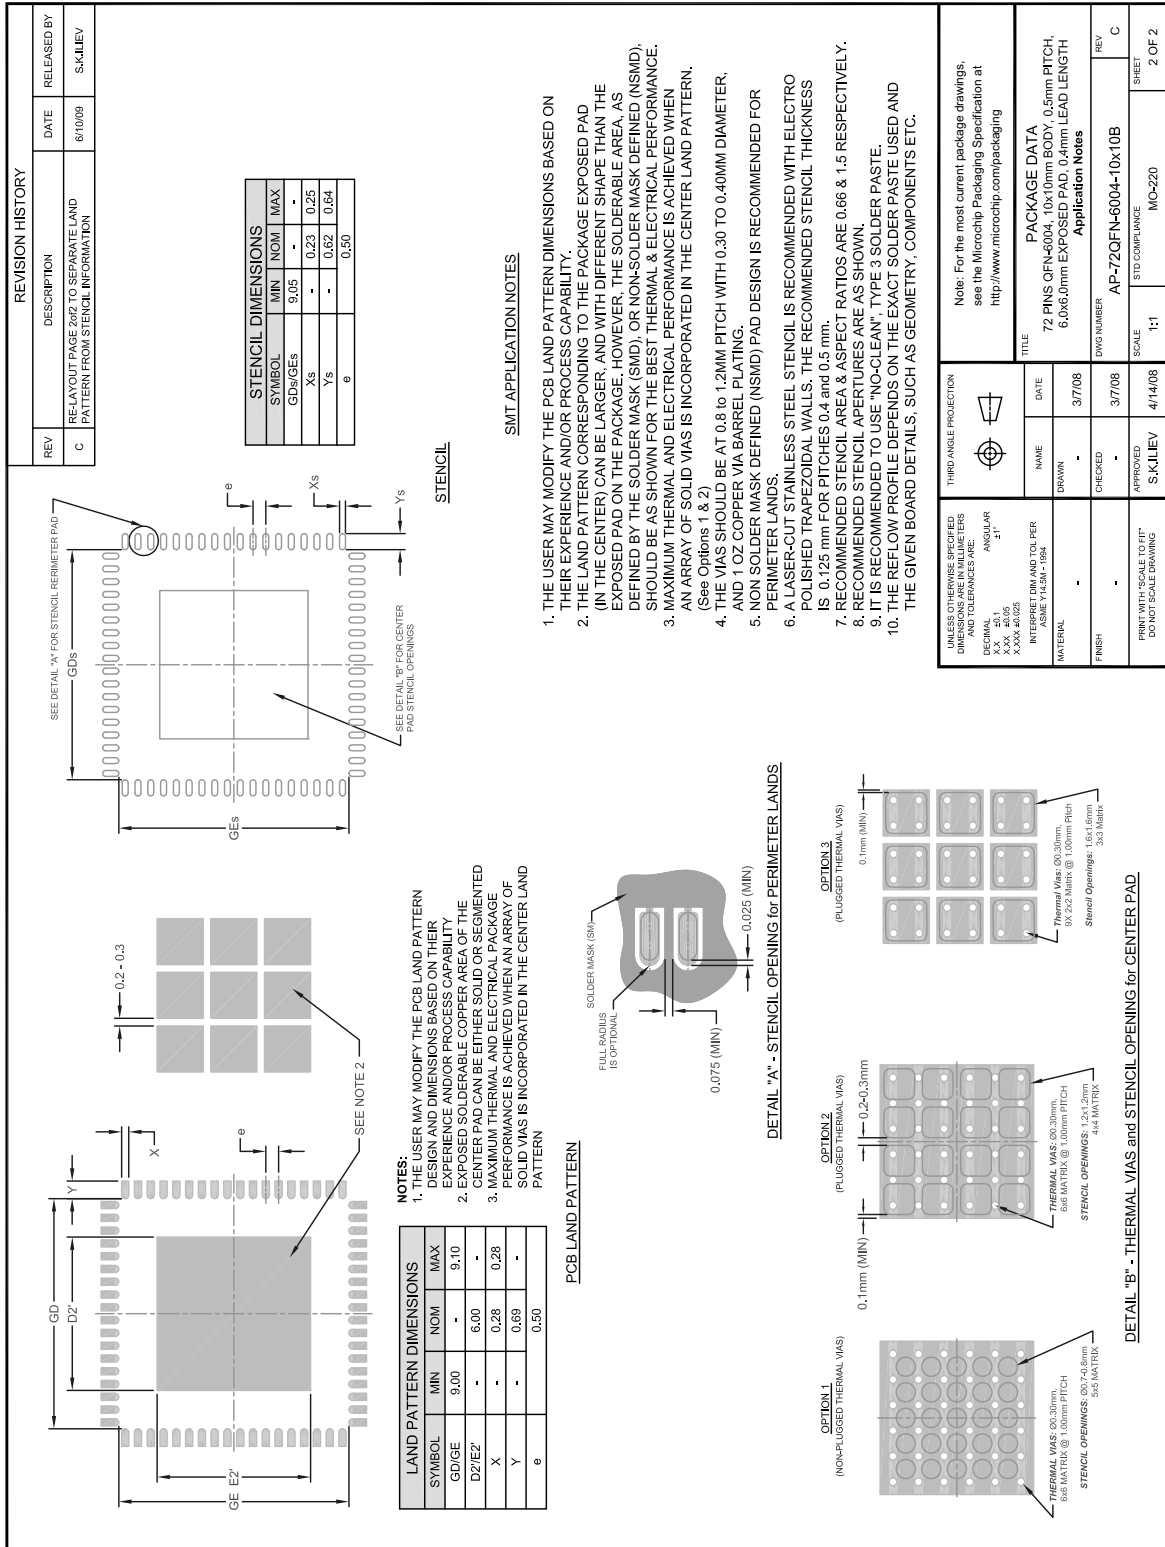 REVISION HISTORY
REV DESCRIPTION DATE RELEASED BY
C RE-LAYOUT PAGE 2of2 TO SEPARATE LAND PATTERN FROM STENCIL INFORMATION 6/10/09 S.K.ILIEV
GD
D2'
Y
X
e
GE
E2'
0.2 - 0.3
SEE NOTE 2
LAND PATTERN DIMENSIONS
SYMBOL MIN NOM MAX
GD/GE 9.00 - 9.10
D2'/E2' - 6.00 -
X - 0.28 0.28
Y - 0.69 -
e 0.50
NOTES:
1. THE USER MAY MODIFY THE PCB LAND PATTERN
DESIGN AND DIMENSIONS BASED ON THEIR
EXPERIENCE AND/OR PROCESS CAPABILITY
2. EXPOSED SOLDERABLE COPPER AREA OF THE
CENTER PAD CAN BE EITHER SOLID OR SEGMENTED
3. MAXIMUM THERMAL AND ELECTRICAL PACKAGE
PERFORMANCE IS ACHIEVED WHEN AN ARRAY OF
SOLID VIAS IS INCORPORATED IN THE CENTER LAND
PATTERN
PCB LAND PATTERN
SEE DETAIL "A" FOR STENCIL RERIMETER PAD
GDs
GEs
e
Xs
Ys
SEE DETAIL "B" FOR CENTER
PAD STENCIL OPENINGS
STENCIL
STENCIL DIMENSIONS
SYMBOL MIN NOM MAX
GDs/GEs 9.05 - -
Xs - 0.23 0.25
Ys - 0.62 0.64
e 0.50
SMT APPLICATION NOTES
1. THE USER MAY MODIFY THE PCB LAND PATTERN DIMENSIONS BASED ON
THEIR EXPERIENCE AND/OR PROCESS CAPABILITY.
2. THE LAND PATTERN CORRESPONDING TO THE PACKAGE EXPOSED PAD
(IN THE CENTER) CAN BE LARGER, AND WITH DIFFERENT SHAPE THAN THE
EXPOSED PAD ON THE PACKAGE. HOWEVER, THE SOLDERABLE AREA, AS
DEFINED BY THE SOLDER MASK (SMD), OR NON-SOLDER MASK DEFINED (NSMD),
SHOULD BE AS SHOWN FOR THE BEST THERMAL & ELECTRICAL PERFORMANCE.
3. MAXIMUM THERMAL AND ELECTRICAL PERFORMANCE IS ACHIEVED WHEN
AN ARRAY OF SOLID VIAS IS INCORPORATED IN THE CENTER LAND PATTERN.
(See Options 1 & 2)
4. THE VIAS SHOULD BE AT 0.8 to 1.2MM PITCH WITH 0.30 TO 0.40MM DIAMETER,
AND 1 OZ COPPER VIA BARREL PLATING.
5. NON SOLDER MASK DEFINED (NSMD) PAD DESIGN IS RECOMMENDED FOR
PERIMETER LANDS.
6. A LASER-CUT STAINLESS STEEL STENCIL IS RECOMMENDED WITH ELECTRO
POLISHED TRAPEZOIDAL WALLS. THE RECOMMENDED STENCIL THICKNESS
IS 0.125 mm FOR PITCHES 0.4 and 0.5 mm.
7. RECOMMENDED STENCIL AREA & ASPECT RATIOS ARE 0.66 & 1.5 RESPECTIVELY.
8. RECOMMENDED STENCIL APERTURES ARE AS SHOWN.
9. IT IS RECOMMENDED TO USE "NO-CLEAN", TYPE 3 SOLDER PASTE.
10. THE REFLOW PROFILE DEPENDS ON THE EXACT SOLDER PASTE USED AND
THE GIVEN BOARD DETAILS, SUCH AS GEOMETRY, COMPONENTS ETC.
SOLDER MASK (SM)
FULL RADIUS
IS OPTIONAL
0.075 (MIN)
0.025 (MIN)
DETAIL "A" - STENCIL OPENING for PERIMETER LANDS
OPTION 1
(NON-PLUGGED THERMAL VIAS)
THERMAL VIAS: Ø0.30mm,
6x6 MATRIX @ 1.00mm PITCH
STENCIL OPENINGS: Ø0.7-0.8mm
5x5 MATRIX
OPTION 2
(PLUGGED THERMAL VIAS)
0.1mm (MIN)
0.2-0.3mm
THERMAL VIAS: Ø0.30mm,
6x6 MATRIX @ 1.00mm PITCH
STENCIL OPENINGS: 1.2x1.2mm
4x4 MATRIX
OPTION 3
(PLUGGED THERMAL VIAS)
0.1mm (MIN)
Thermal Vias: Ø0.30mm,
9X 2x2 Matrix @ 1.00mm Pitch
Stencil Openings: 1.6x1.6mm
3x3 Matrix
DETAIL "B" - THERMAL VIAS and STENCIL OPENING for CENTER PAD
UNLESS OTHERWISE SPECIFIED
DIMENSIONS ARE IN MILLIMETERS
AND TOLERANCES ARE:
DECIMAL ANGULAR
X.X ±0.1 ±1°
X.XX ±0.05
X.XXX ±0.025
INTERPRET DIM AND TOL PER
ASME Y14.5M - 1994
MATERIAL
-
FINISH
-
PRINT WITH "SCALE TO FIT"
DO NOT SCALE DRAWING
THIRD ANGLE PROJECTION
NAME DATE
DRAWN - 3/7/08
CHECKED - 3/7/08
APPROVED S.K.ILIEV 4/14/08
Note: For the most current package drawings,
see the Microchip Packaging Specification at
http://www.microchip.com/packaging
TITLE
PACKAGE DATA
72 PINS QFN-6004, 10x10mm BODY, 0.5mm PITCH,
6.0x6.0mm EXPOSED PAD, 0.4mm LEAD LENGTH
Application Notes
DWG NUMBER AP-72QFN-6004-10x10B
REV C
SCALE 1:1
STD COMPLIANCE MO-220
SHEET 2 OF 2